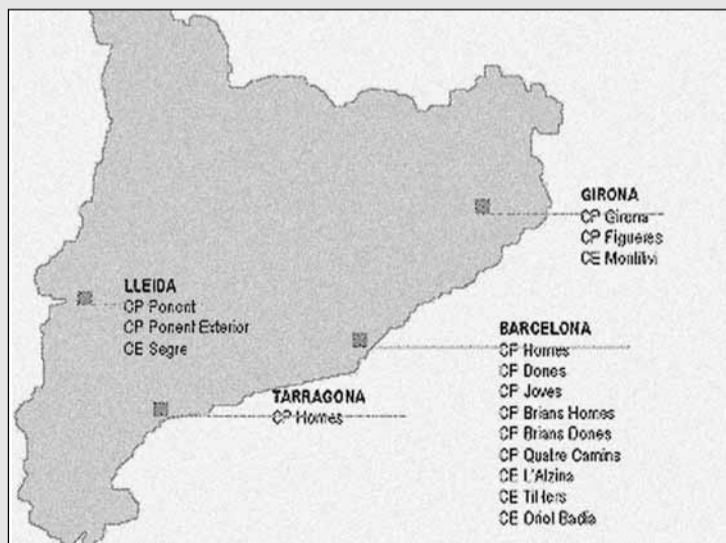 GIRONA
CP Girona
CP Figueres
CE Montilivi
LLEIDA
CP Ponent
CP Ponent Exterior
CE Segre
BARCELONA
CP Homes
CP Dones
CP Joves
CP Brians Homes
CP Brians Dones
CP Quatre Camins
CE L'Alzina
CE Til·lers
CE Oriol Badia
TARRAGONA
CP Homes